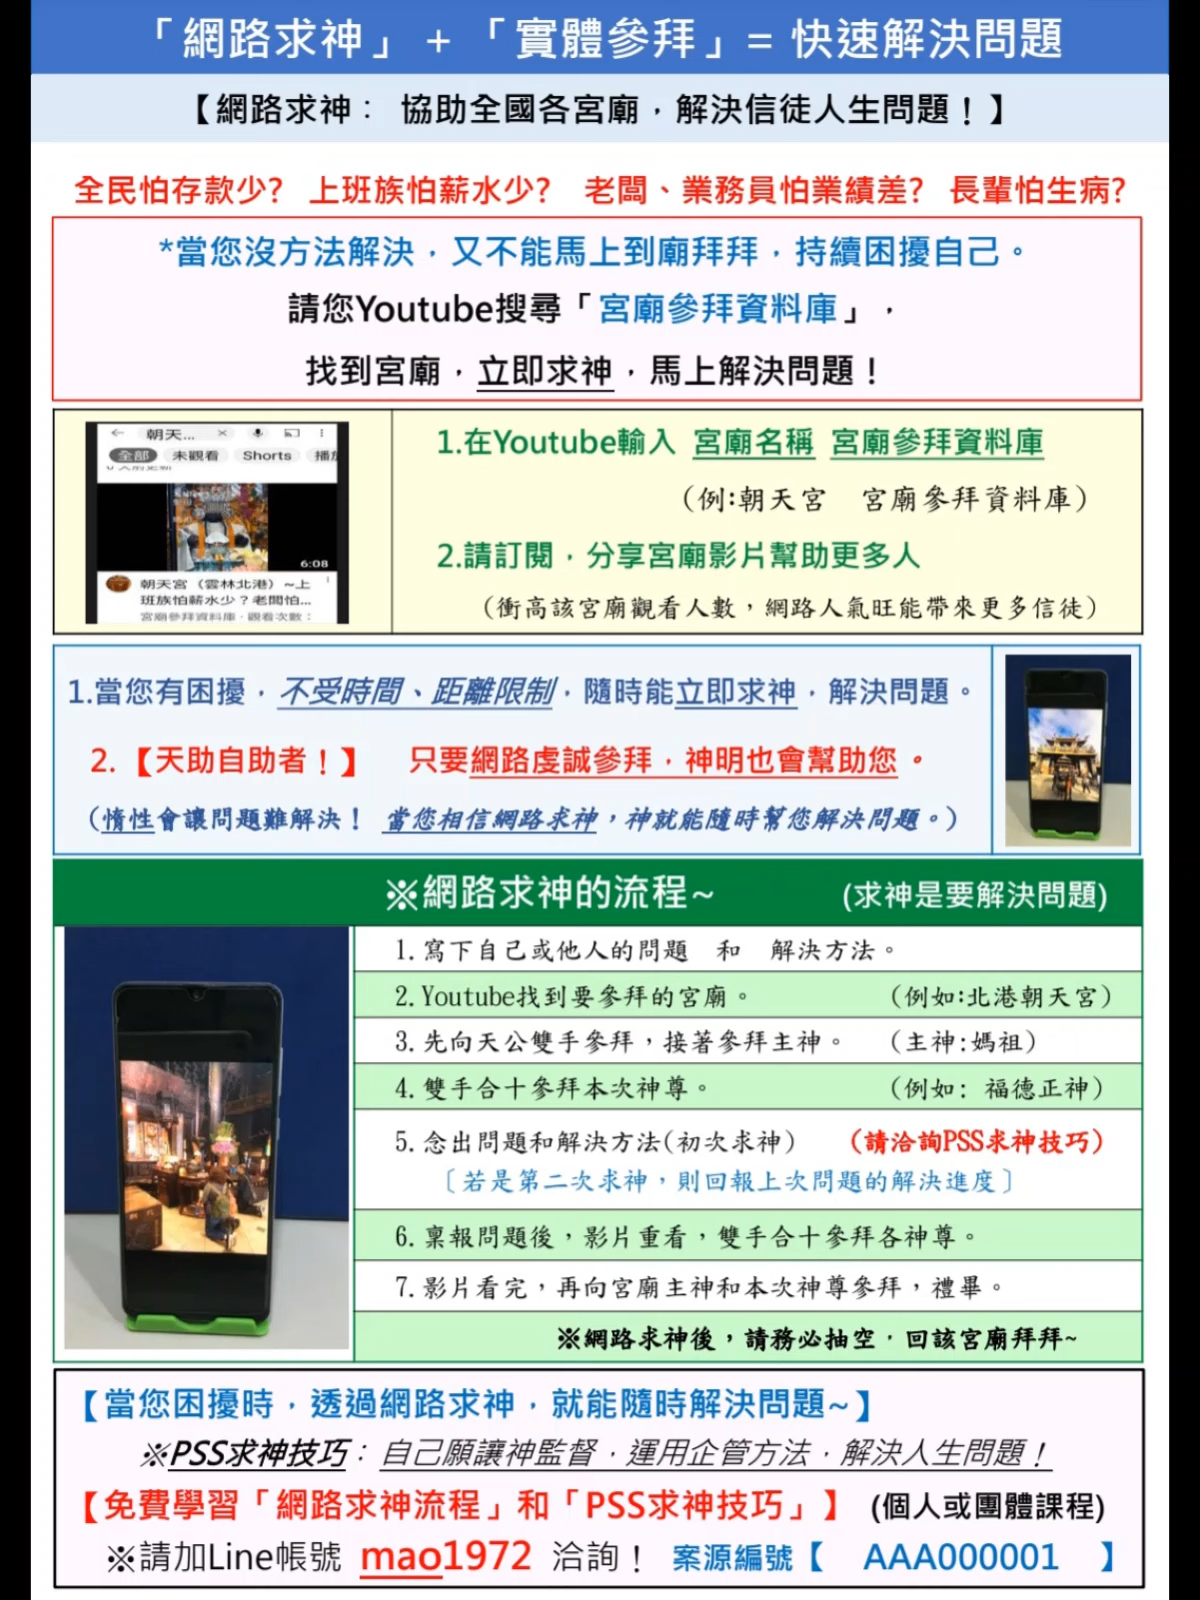 「網路求神」+「實體參拜」= 快速解決問題
【網路求神： 協助全國各宮廟，解決信徒人生問題！】
全民怕存款少? 上班族怕薪水少? 老闆、業務員怕業績差? 長輩怕生病?
*當您沒方法解決，又不能馬上到廟拜拜，持續困擾自己。
請您Youtube搜尋「宮廟參拜資料庫」，
找到宮廟，立即求神，馬上解決問題！
朝天...
全部 未觀看 Shorts 播
6:08
朝天宮（雲林北港）~上
班族怕薪水少？老闆怕...
宮廟參拜資料庫．觀看次數：
1.在Youtube輸入 宮廟名稱 宮廟參拜資料庫
（例:朝天宮 宮廟參拜資料庫）
2.請訂閱，分享宮廟影片幫助更多人
（衝高該宮廟觀看人數，網路人氣旺能帶來更多信徒）
1.當您有困擾，不受時間、距離限制，隨時能立即求神，解決問題。
2.【天助自助者！】 只要網路虔誠參拜，神明也會幫助您。
（惰性會讓問題難解決！ 當您相信網路求神，神就能隨時幫您解決問題。）
※網路求神的流程~ (求神是要解決問題)
1.寫下自己或他人的問題 和 解決方法。
2.Youtube找到要參拜的宮廟。 （例如:北港朝天宮）
3.先向天公雙手參拜，接著參拜主神。 （主神:媽祖）
4.雙手合十參拜本次神尊。 （例如: 福德正神）
5.念出問題和解決方法(初次求神) （請洽詢PSS求神技巧）
〔若是第二次求神，則回報上次問題的解決進度〕
6.稟報問題後，影片重看，雙手合十參拜各神尊。
7.影片看完，再向宮廟主神和本次神尊參拜，禮畢。
※網路求神後，請務必抽空，回該宮廟拜拜~
【當您困擾時，透過網路求神，就能隨時解決問題~】
※PSS求神技巧：自己願讓神監督，運用企管方法，解決人生問題！
【免費學習「網路求神流程」和「PSS求神技巧」】 (個人或團體課程)
※請加Line帳號 mao1972 洽詢！ 案源編號【 AAA000001 】